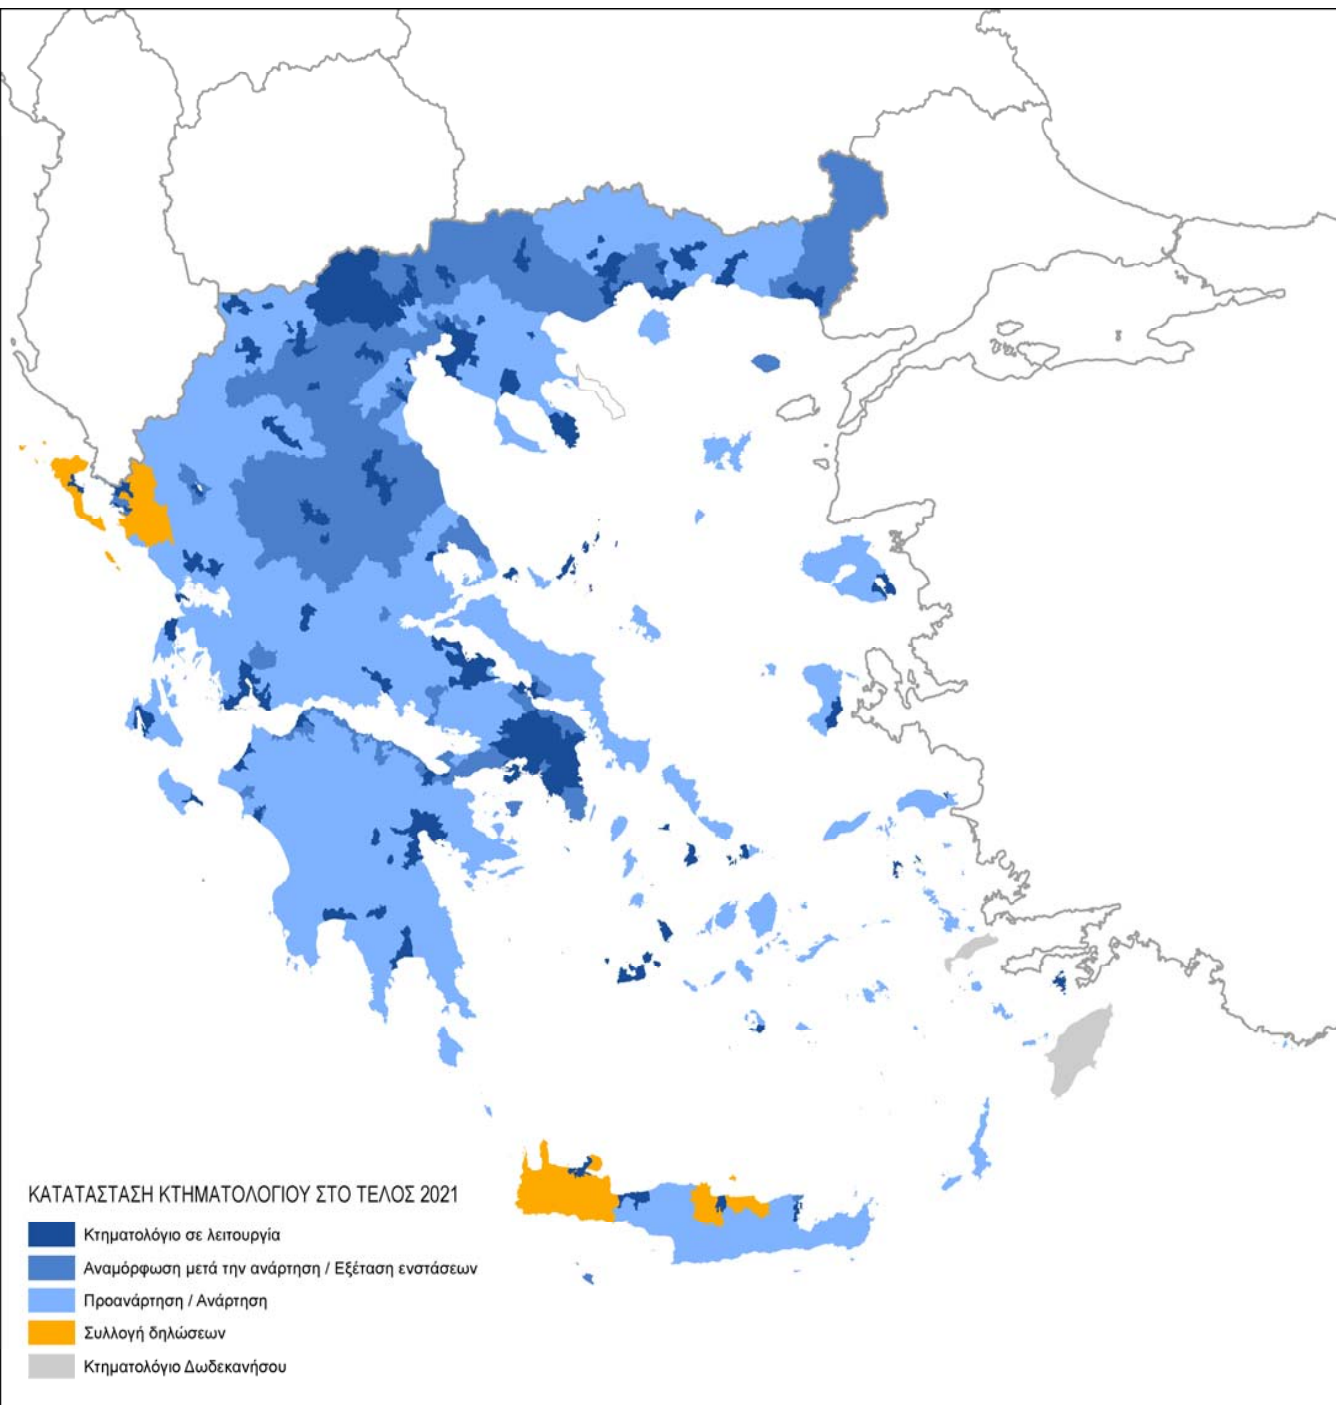 ΚΑΤΑΤΑΣΤΑΣΗ ΚΤΗΜΑΤΟΛΟΓΙΟΥ ΣΤΟ ΤΕΛΟΣ 2021
Κτηματολόγιο σε λειτουργία
Αναμόρφωση μετά την ανάρτηση / Εξέταση ενστάσεων
Προανάρτηση / Ανάρτηση
Συλλογή δηλώσεων
Κτηματολόγιο Δωδεκανήσου